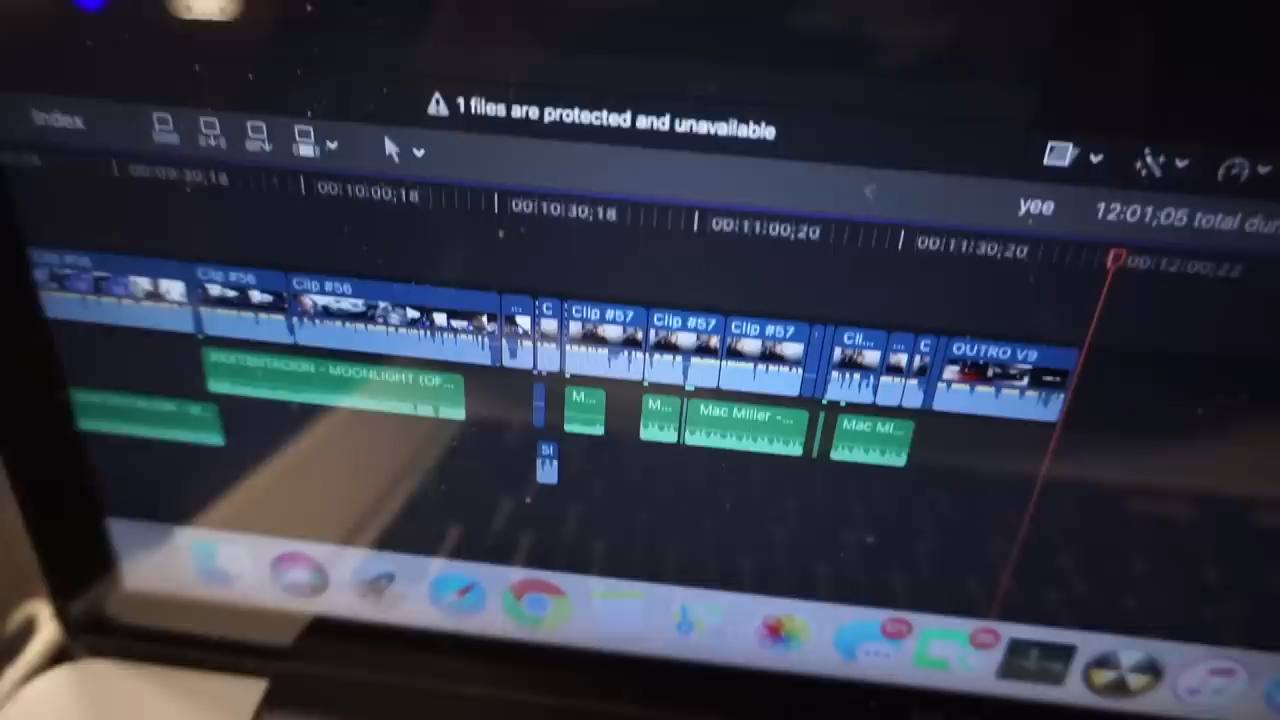 1 files are protected and unavailable
Index
yee
12:01;05 total dur
00:09:30;18
00:10:00;18
00:10:30;18
00:11:00;20
00:11:30;20
00:12:00;22
Clip #56
Clip #56
...
C
Clip #57
Clip #57
Clip #57
Cli...
...
C
OUTRO V9
MOONLIGHT (OF...
M...
M...
Mac Miller -...
Mac Mi...